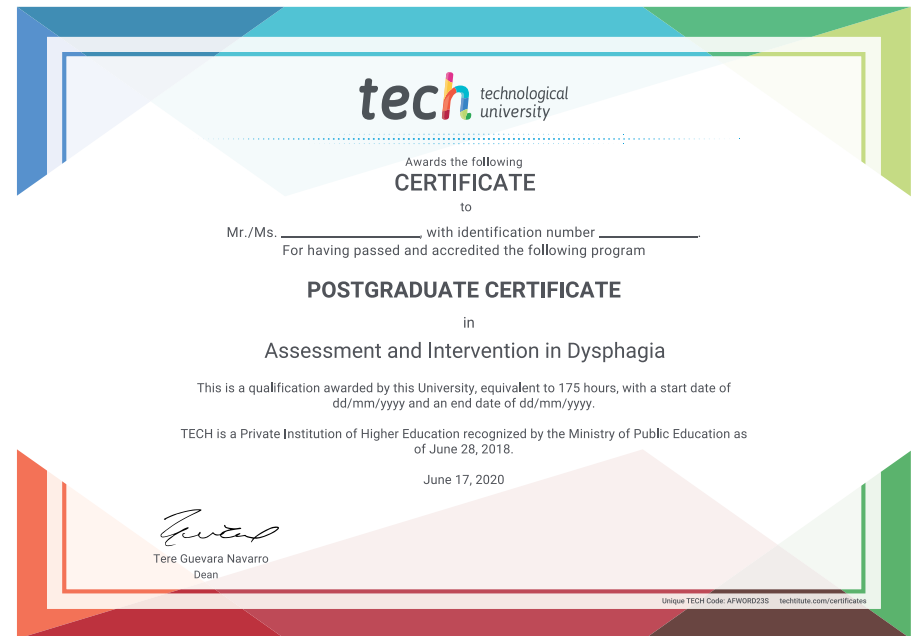 tech technological
university
Awards the following
CERTIFICATE
to
Mr./Ms. ____________________, with identification number ______________.
For having passed and accredited the following program
POSTGRADUATE CERTIFICATE
in
Assessment and Intervention in Dysphagia
This is a qualification awarded by this University, equivalent to 175 hours, with a start date of
dd/mm/yyyy and an end date of dd/mm/yyyy.
TECH is a Private Institution of Higher Education recognized by the Ministry of Public Education as
of June 28, 2018.
June 17, 2020
Tere Guevara Navarro
Dean
Unique TECH Code: AFWORD23S techtitute.com/certificates